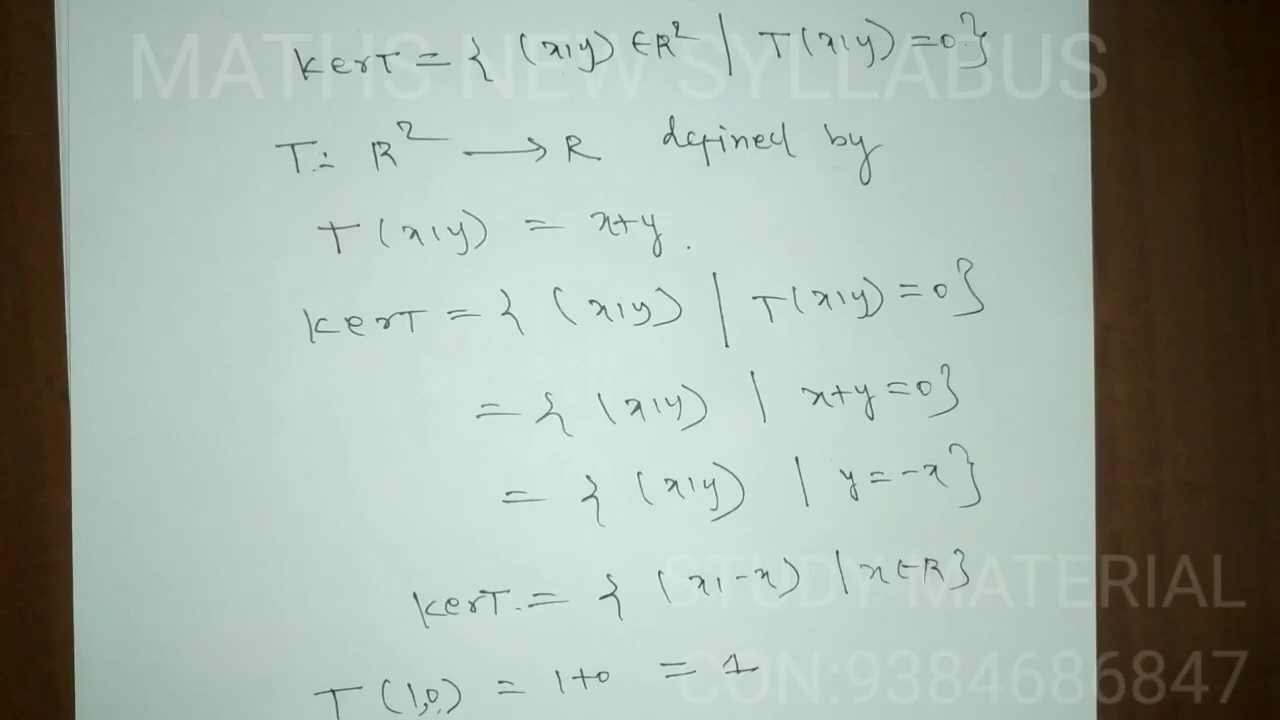 MATHS NEW SYLLABUS
KerT = { (x,y) ∈ R² | T(x,y) = 0 }
T: R² → R defined by
T(x,y) = x+y.
KerT = { (x,y) | T(x,y) = 0 }
= { (x,y) | x+y = 0 }
= { (x,y) | y = -x }
KerT. = { (x,-x) | x ∈ R }
STUDY MATERIAL
T(1,0) = 1+0 = 1
CON:9384686847